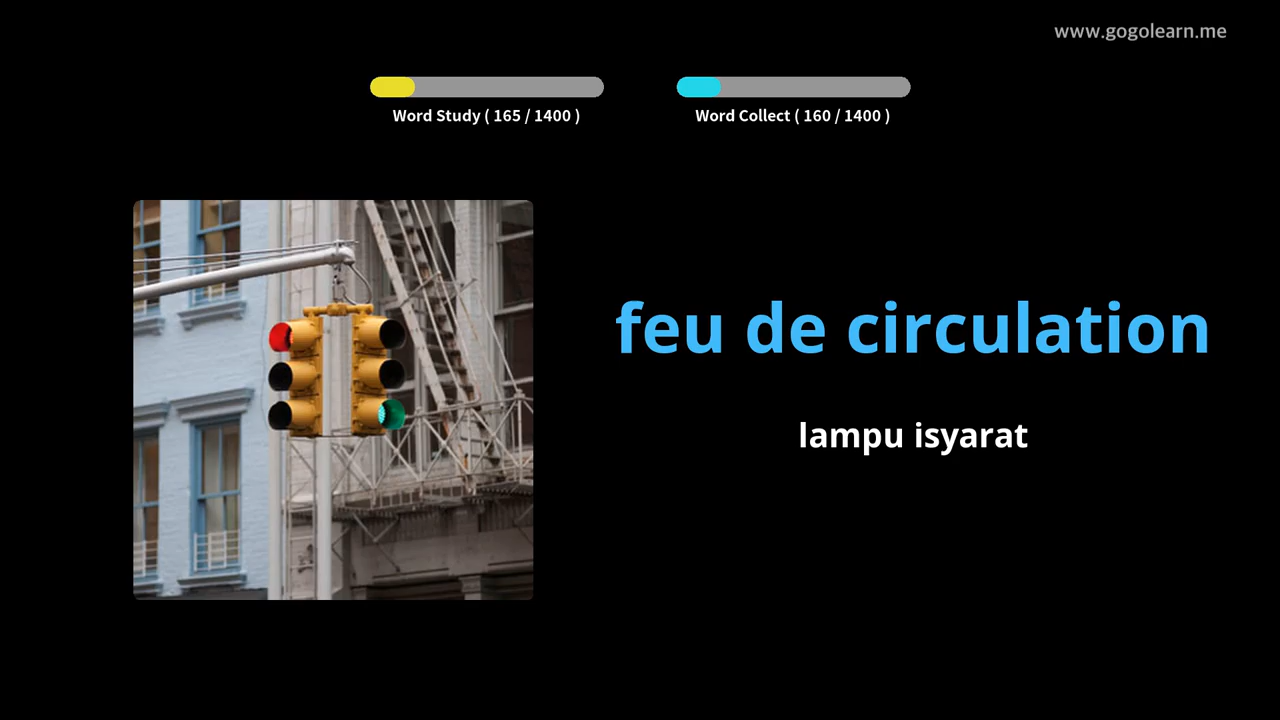 www.gogolearn.me
Word Study ( 165 / 1400 )
Word Collect ( 160 / 1400 )
feu de circulation
lampu isyarat